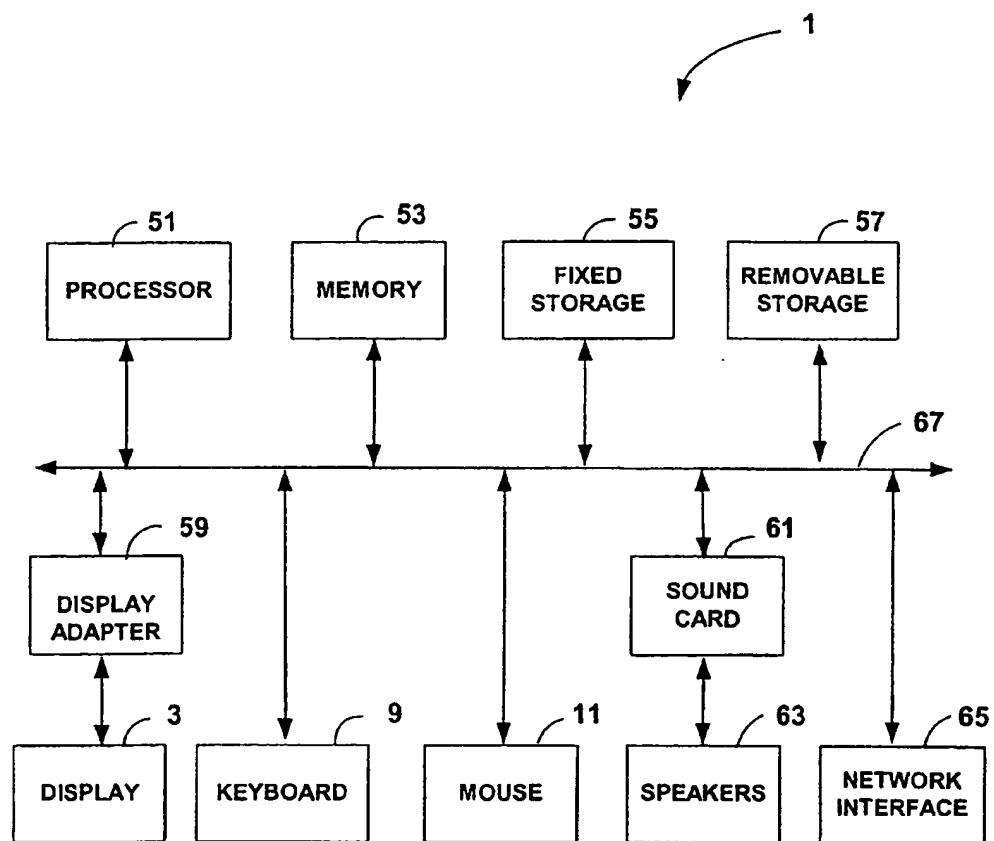 1
51
53
55
57
PROCESSOR
MEMORY
FIXED
STORAGE
REMOVABLE
STORAGE
67
59
61
DISPLAY
ADAPTER
SOUND
CARD
3
9
11
63
65
DISPLAY
KEYBOARD
MOUSE
SPEAKERS
NETWORK
INTERFACE